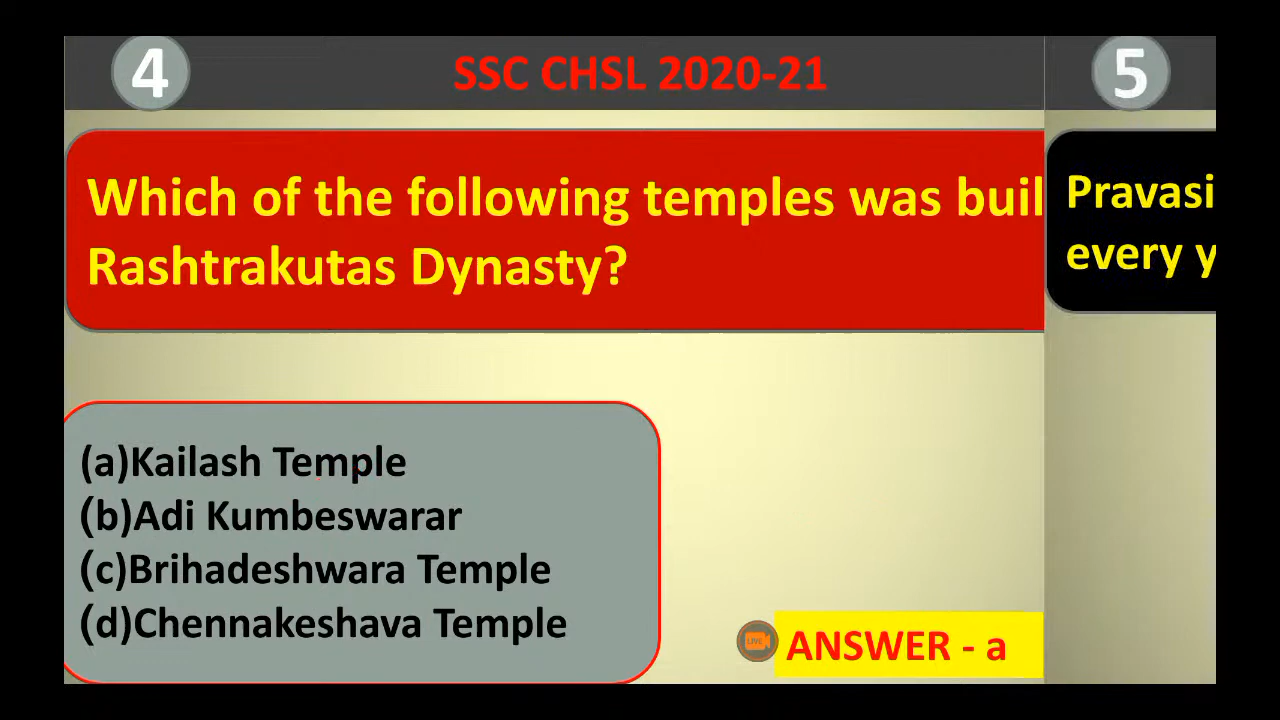 4
SSC CHSL 2020-21
Which of the following temples was buil
Rashtrakutas Dynasty?
(a)Kailash Temple
(b)Adi Kumbeswarar
(c)Brihadeshwara Temple
(d)Chennakeshava Temple
LIVE
ANSWER - a
5
Pravasi
every y